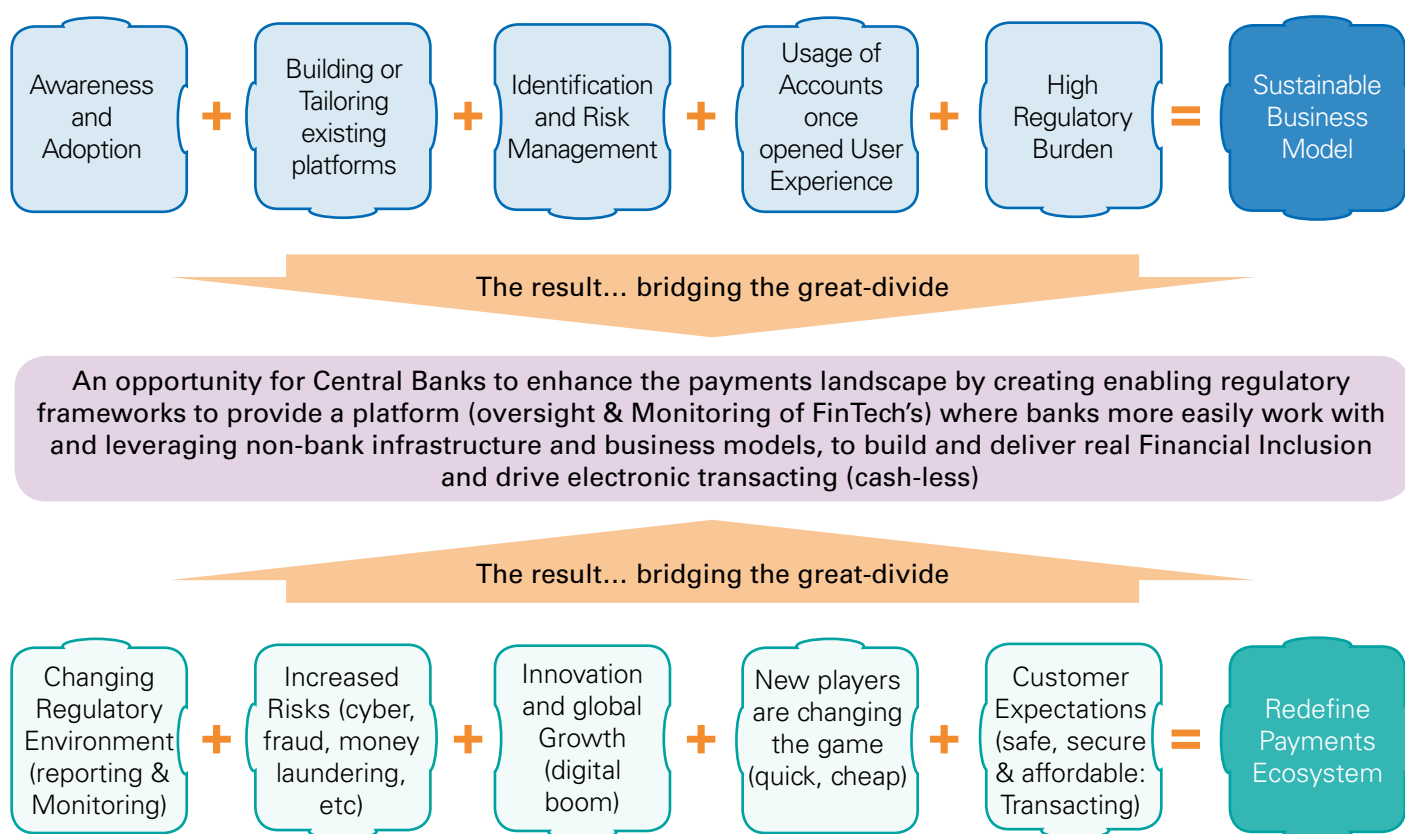 Awareness
and
Adoption
+
Building or
Tailoring
existing
platforms
+
Identification
and Risk
Management
+
Usage of
Accounts
once
opened User
Experience
+
High
Regulatory
Burden
=
Sustainable
Business
Model
The result... bridging the great-divide
An opportunity for Central Banks to enhance the payments landscape by creating enabling regulatory
frameworks to provide a platform (oversight & Monitoring of FinTech's) where banks more easily work with
and leveraging non-bank infrastructure and business models, to build and deliver real Financial Inclusion
and drive electronic transacting (cash-less)
The result... bridging the great-divide
Changing
Regulatory
Environment
(reporting &
Monitoring)
+
Increased
Risks (cyber,
fraud, money
laundering,
etc)
+
Innovation
and global
Growth
(digital
boom)
+
New players
are changing
the game
(quick, cheap)
+
Customer
Expectations
(safe, secure
& affordable:
Transacting)
=
Redefine
Payments
Ecosystem